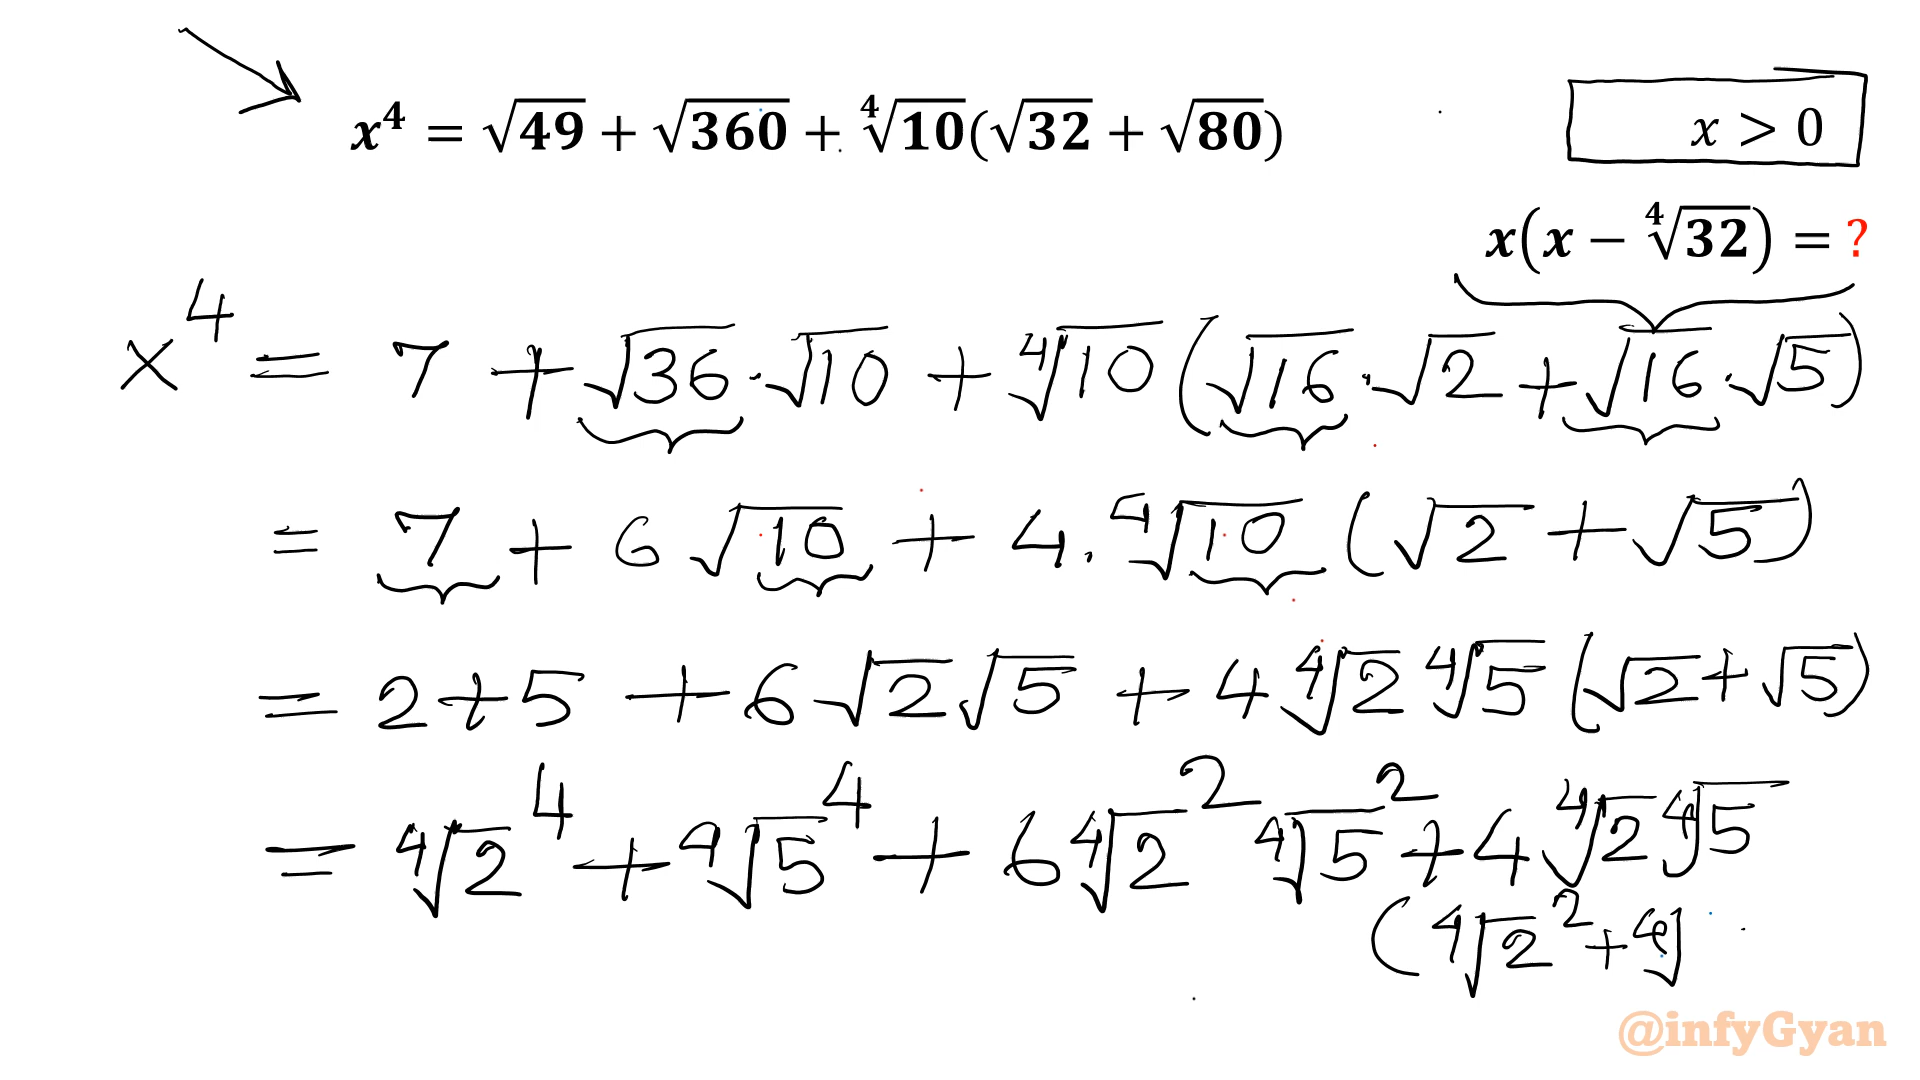 x⁴ = √49 + √360 + ∜10(√32 + √80)
x > 0
x(x − ∜32) = ?
x⁴ = 7 + √36 · √10 + ∜10 (√16 · √2 + √16 · √5)
= 7 + 6 √10 + 4 . ∜10 (√2 + √5)
= 2 + 5 + 6 √2 √5 + 4 ∜2 ∜5 (√2 + √5)
= ∜2⁴ + ∜5⁴ + 6 ∜2² ∜5² + 4 ∜2 ∜5
(∜2² + 4
@infyGyan